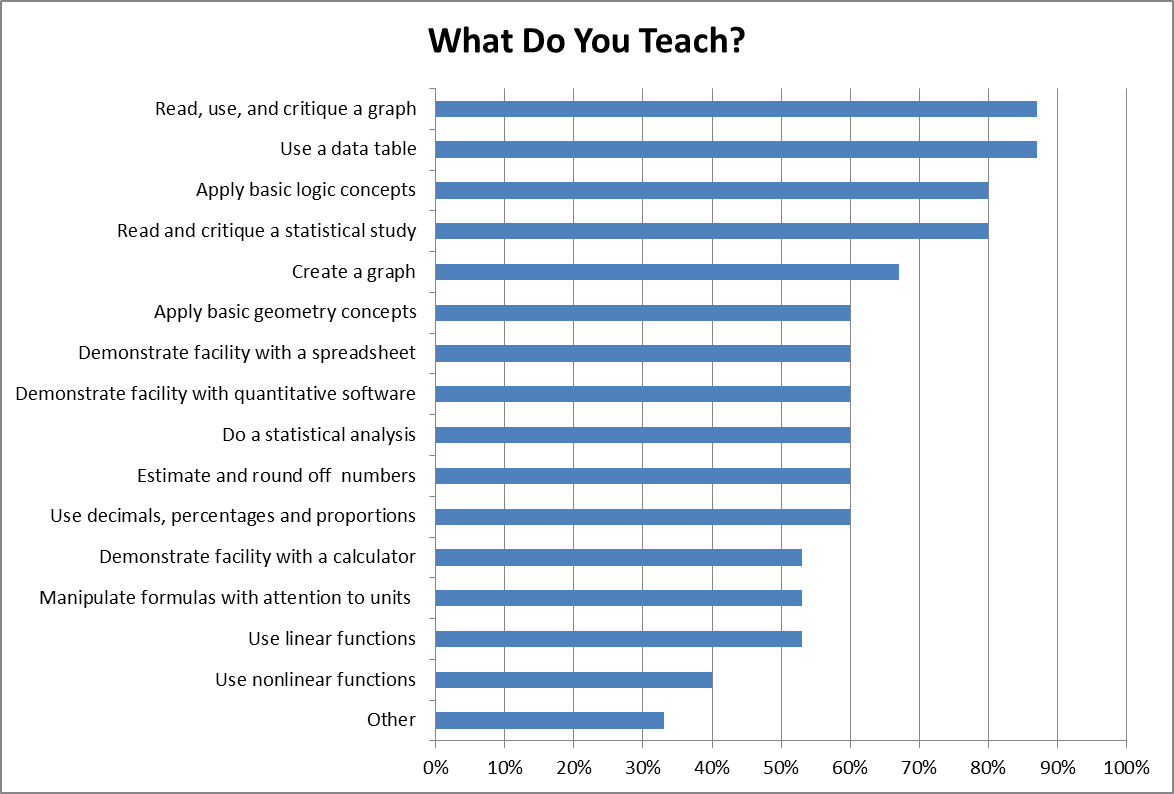 What Do You Teach?
Read, use, and critique a graph
Use a data table
Apply basic logic concepts
Read and critique a statistical study
Create a graph
Apply basic geometry concepts
Demonstrate facility with a spreadsheet
Demonstrate facility with quantitative software
Do a statistical analysis
Estimate and round off  numbers
Use decimals, percentages and proportions
Demonstrate facility with a calculator
Manipulate formulas with attention to units
Use linear functions
Use nonlinear functions
Other
0% 10% 20% 30% 40% 50% 60% 70% 80% 90% 100%